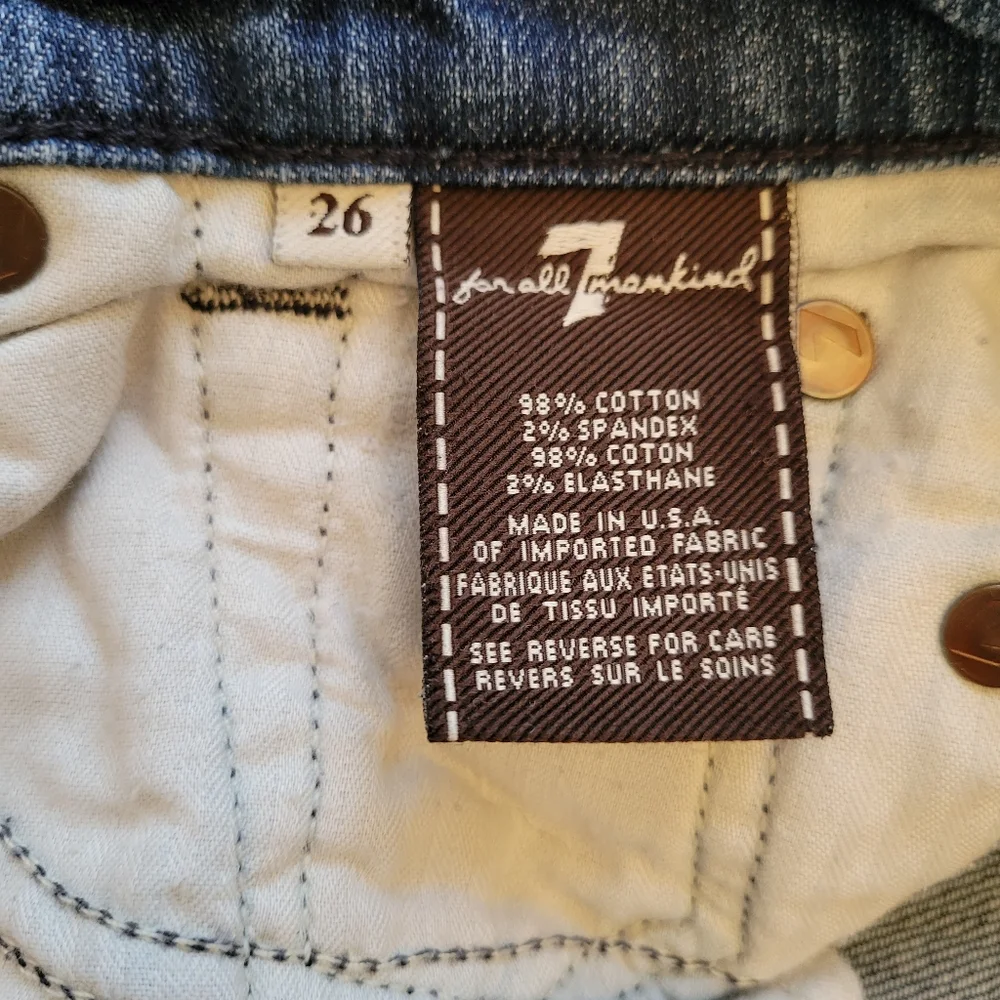 26
for all 7 mankind
98% COTTON
2% SPANDEX
98% COTON
2% ELASTHANE
MADE IN U.S.A.
OF IMPORTED FABRIC
FABRIQUE AUX ETATS-UNIS
DE TISSU IMPORTÉ
SEE REVERSE FOR CARE
REVERS SUR LE SOINS